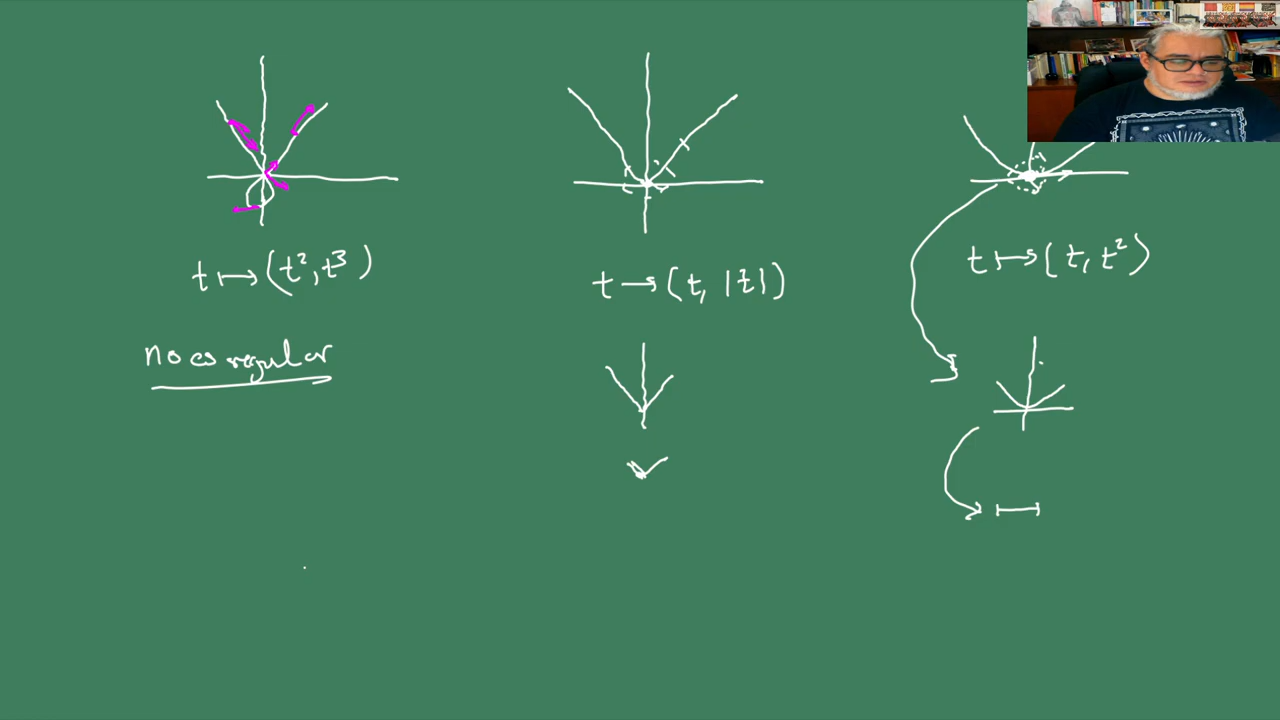 t ↦ (t², t³)
t → (t, |t|)
t ↦ (t, t²)
no es regular